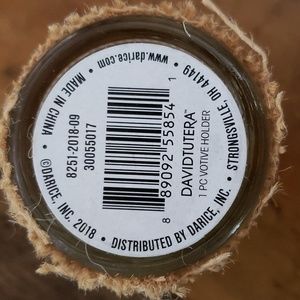 • www.darice.com • STRONGSVILLE, OH 44149 •
MADE IN CHINA • ©DARICE, INC. 2018 • DISTRIBUTED BY DARICE, INC. •
8251-2018-09
30055017
8 89092 55854 1
DAVIDTUTERA™
1 PC VOTIVE HOLDER